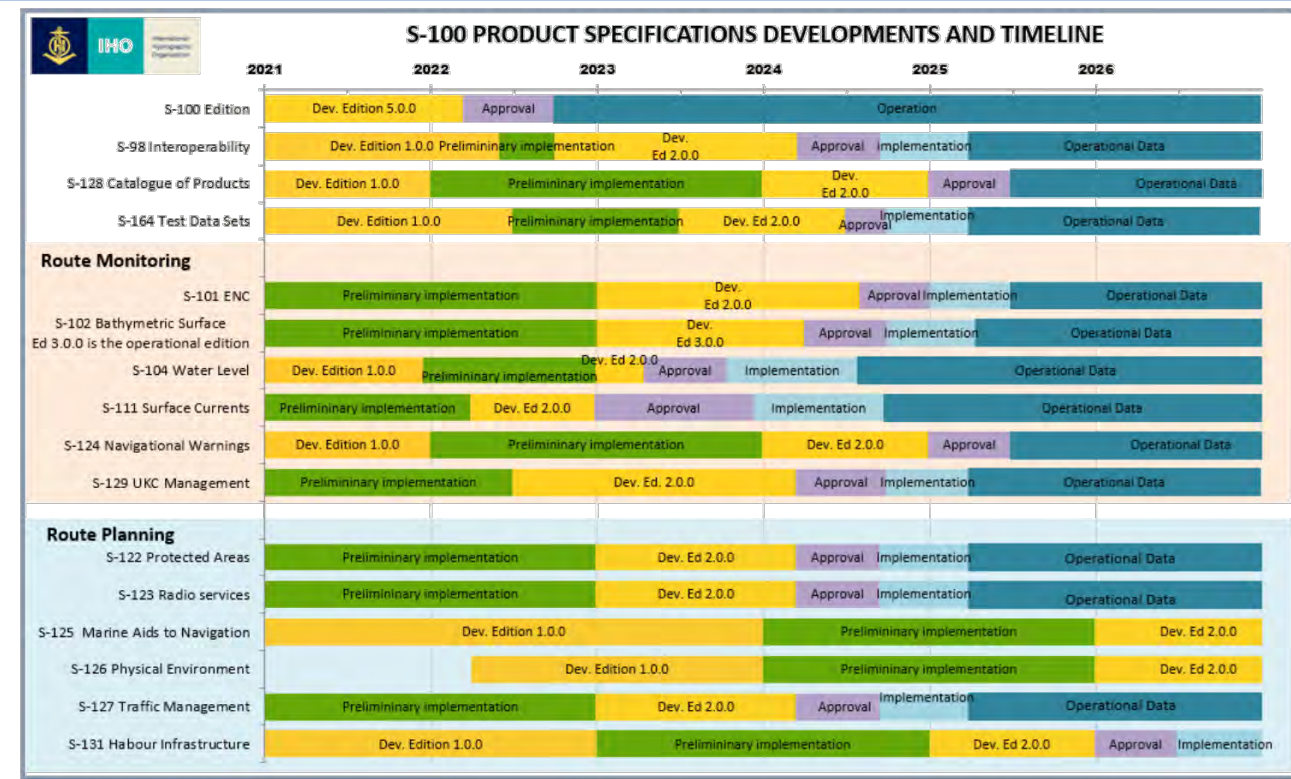 IHO
International
Hydrographic
Organization
S-100 PRODUCT SPECIFICATIONS DEVELOPMENTS AND TIMELINE
2021 2022 2023 2024 2025 2026
S-100 Edition Dev. Edition 5.0.0 Approval Operation
S-98 Interoperability Dev. Edition 1.0.0 Prelimininary implementation Dev. Ed 2.0.0 Approval Implementation Operational Data
S-128 Catalogue of Products Dev. Edition 1.0.0 Prelimininary implementation Dev. Ed 2.0.0 Approval Operational Data
S-164 Test Data Sets Dev. Edition 1.0.0 Prelimininary implementation Dev. Ed 2.0.0 Approval Implementation Operational Data
Route Monitoring
S-101 ENC Prelimininary implementation Dev. Ed 2.0.0 Approval Implementation Operational Data
S-102 Bathymetric Surface
Ed 3.0.0 is the operational edition Prelimininary implementation Dev. Ed 3.0.0 Approval Implementation Operational Data
S-104 Water Level Dev. Edition 1.0.0 Prelimininary implementation Dev. Ed 2.0.0 Approval Implementation Operational Data
S-111 Surface Currents Prelimininary implementation Dev. Ed 2.0.0 Approval Implementation Operational Data
S-124 Navigational Warnings Dev. Edition 1.0.0 Prelimininary implementation Dev. Ed 2.0.0 Approval Operational Data
S-129 UKC Management Prelimininary implementation Dev. Ed. 2.0.0 Approval Implementation Operational Data
Route Planning
S-122 Protected Areas Prelimininary implementation Dev. Ed 2.0.0 Approval Implementation Operational Data
S-123 Radio services Prelimininary implementation Dev. Ed 2.0.0 Approval Implementation Operational Data
S-125 Marine Aids to Navigation Dev. Edition 1.0.0 Prelimininary implementation Dev. Ed 2.0.0
S-126 Physical Environment Dev. Edition 1.0.0 Prelimininary implementation Dev. Ed 2.0.0
S-127 Traffic Management Prelimininary implementation Dev. Ed 2.0.0 Approval Implementation Operational Data
S-131 Habour Infrastructure Dev. Edition 1.0.0 Prelimininary implementation Dev. Ed 2.0.0 Approval Implementation